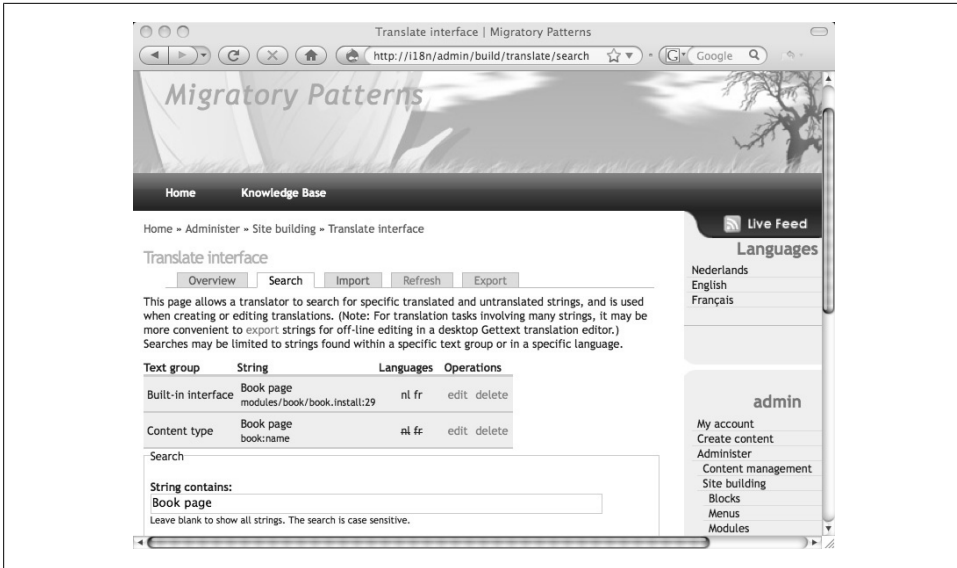 Translate interface | Migratory Patterns
http://i18n/admin/build/translate/search
Google
Migratory Patterns
Home Knowledge Base
Live Feed
Home » Administer » Site building » Translate interface
Translate interface
Overview Search Import Refresh Export
This page allows a translator to search for specific translated and untranslated strings, and is used
when creating or editing translations. (Note: For translation tasks involving many strings, it may be
more convenient to export strings for off-line editing in a desktop Gettext translation editor.)
Searches may be limited to strings found within a specific text group or in a specific language.
Text group String Languages Operations
Built-in interface Book page nl fr edit delete
modules/book/book.install:29
Content type Book page nl fr edit delete
book:name
Search
String contains:
Book page
Leave blank to show all strings. The search is case sensitive.
Languages
Nederlands
English
Français
admin
My account
Create content
Administer
Content management
Site building
Blocks
Menus
Modules